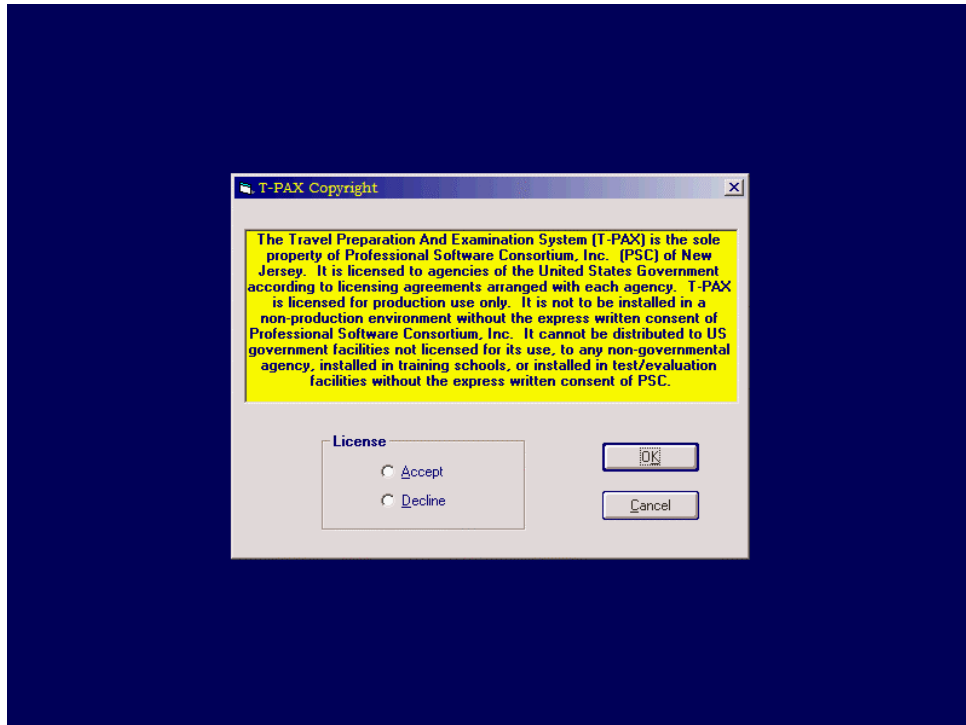 T-PAX Copyright
The Travel Preparation And Examination System (T-PAX) is the sole
property of Professional Software Consortium, Inc.  (PSC) of New
Jersey.  It is licensed to agencies of the United States Government
according to licensing agreements arranged with each agency.  T-PAX
is licensed for production use only.  It is not to be installed in a
non-production environment without the express written consent of
Professional Software Consortium, Inc.  It cannot be distributed to US
government facilities not licensed for its use, to any non-governmental
agency, installed in training schools, or installed in test/evaluation
facilities without the express written consent of PSC.
License
Accept
Decline
OK
Cancel